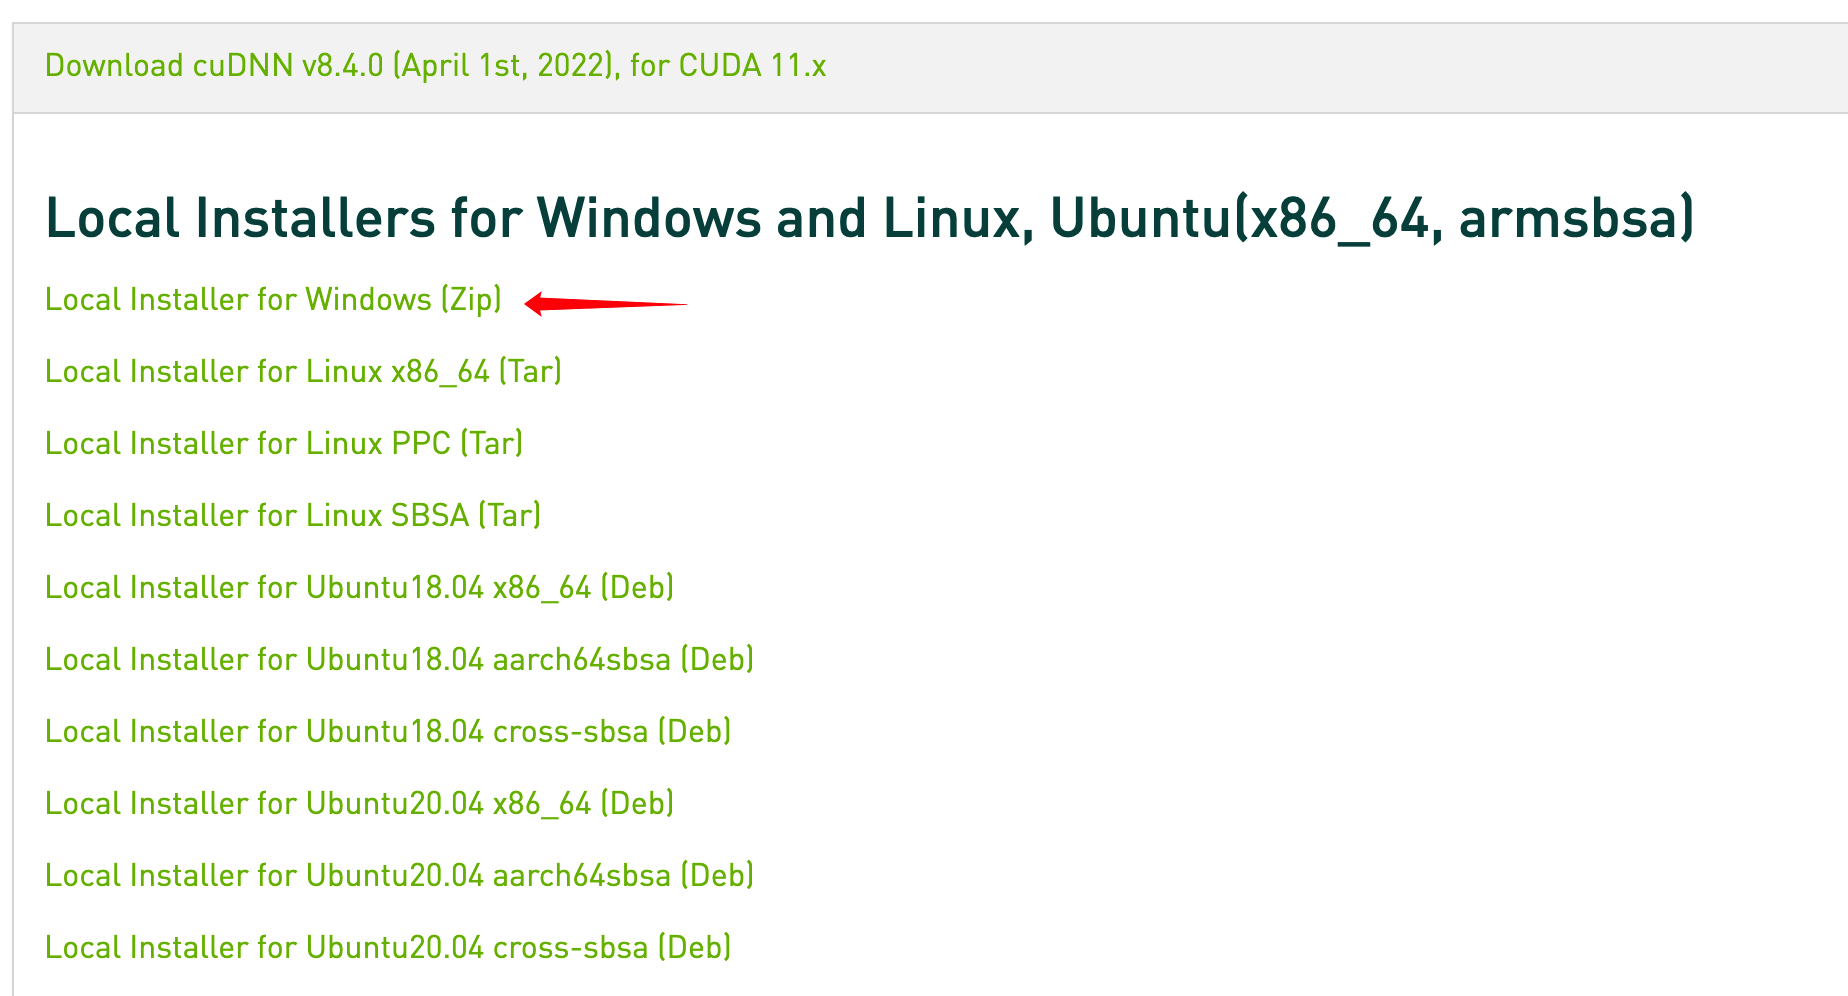 Download cuDNN v8.4.0 (April 1st, 2022), for CUDA 11.x
Local Installers for Windows and Linux, Ubuntu(x86_64, armsbsa)
Local Installer for Windows (Zip)
Local Installer for Linux x86_64 (Tar)
Local Installer for Linux PPC (Tar)
Local Installer for Linux SBSA (Tar)
Local Installer for Ubuntu18.04 x86_64 (Deb)
Local Installer for Ubuntu18.04 aarch64sbsa (Deb)
Local Installer for Ubuntu18.04 cross-sbsa (Deb)
Local Installer for Ubuntu20.04 x86_64 (Deb)
Local Installer for Ubuntu20.04 aarch64sbsa (Deb)
Local Installer for Ubuntu20.04 cross-sbsa (Deb)